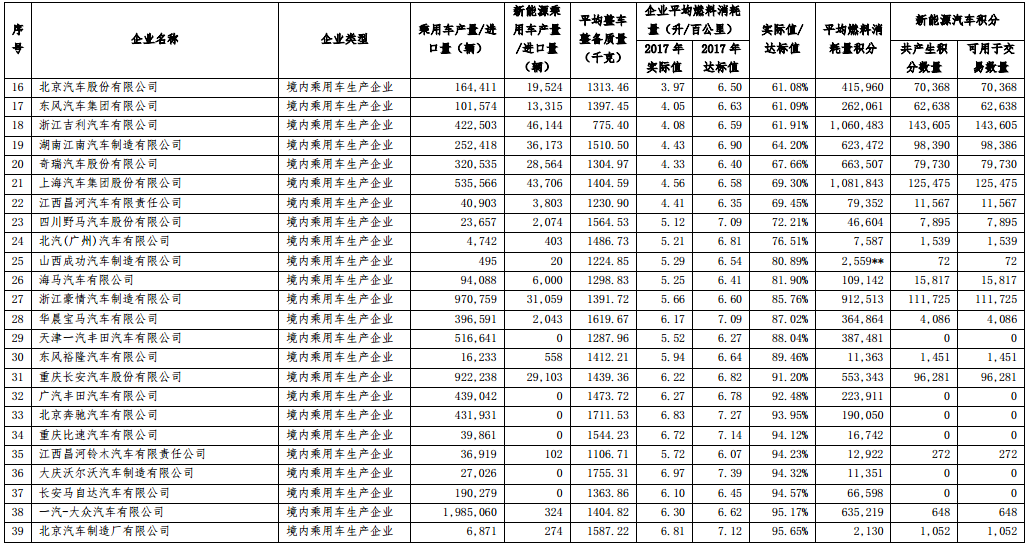 序号 企业名称 企业类型 乘用车产量/进口量（辆） 新能源乘用车产量/进口量（辆） 平均整车整备质量（千克） 企业平均燃料消耗量（升/百公里） 实际值/达标值 平均燃料消耗量积分 新能源汽车积分
2017 年实际值 2017 年达标值 共产生积分数量 可用于交易数量
16 北京汽车股份有限公司 境内乘用车生产企业 164,411 19,524 1313.46 3.97 6.50 61.08% 415,960 70,368 70,368
17 东风汽车集团有限公司 境内乘用车生产企业 101,574 13,315 1397.45 4.05 6.63 61.09% 262,061 62,638 62,638
18 浙江吉利汽车有限公司 境内乘用车生产企业 422,503 46,144 775.40 4.08 6.59 61.91% 1,060,483 143,605 143,605
19 湖南江南汽车制造有限公司 境内乘用车生产企业 252,418 36,173 1510.50 4.43 6.90 64.20% 623,472 98,390 98,386
20 奇瑞汽车股份有限公司 境内乘用车生产企业 320,535 28,564 1304.97 4.33 6.40 67.66% 663,507 79,730 79,730
21 上海汽车集团股份有限公司 境内乘用车生产企业 535,566 43,706 1404.59 4.56 6.58 69.30% 1,081,843 125,475 125,475
22 江西昌河汽车有限责任公司 境内乘用车生产企业 40,903 3,803 1230.90 4.41 6.35 69.45% 79,352 11,567 11,567
23 四川野马汽车股份有限公司 境内乘用车生产企业 23,657 2,074 1564.53 5.12 7.09 72.21% 46,604 7,895 7,895
24 北汽(广州)汽车有限公司 境内乘用车生产企业 4,742 403 1486.73 5.21 6.81 76.51% 7,587 1,539 1,539
25 山西成功汽车制造有限公司 境内乘用车生产企业 495 20 1224.85 5.29 6.54 80.89% 2,559** 72 72
26 海马汽车有限公司 境内乘用车生产企业 94,088 6,000 1298.83 5.25 6.41 81.90% 109,142 15,817 15,817
27 浙江豪情汽车制造有限公司 境内乘用车生产企业 970,759 31,059 1391.72 5.66 6.60 85.76% 912,513 111,725 111,725
28 华晨宝马汽车有限公司 境内乘用车生产企业 396,591 2,043 1619.67 6.17 7.09 87.02% 364,864 4,086 4,086
29 天津一汽丰田汽车有限公司 境内乘用车生产企业 516,641 0 1287.96 5.52 6.27 88.04% 387,481 0 0
30 东风裕隆汽车有限公司 境内乘用车生产企业 16,233 558 1412.21 5.94 6.64 89.46% 11,363 1,451 1,451
31 重庆长安汽车股份有限公司 境内乘用车生产企业 922,238 29,103 1439.36 6.22 6.82 91.20% 553,343 96,281 96,281
32 广汽丰田汽车有限公司 境内乘用车生产企业 439,042 0 1473.72 6.27 6.78 92.48% 223,911 0 0
33 北京奔驰汽车有限公司 境内乘用车生产企业 431,931 0 1711.53 6.83 7.27 93.95% 190,050 0 0
34 重庆比速汽车有限公司 境内乘用车生产企业 39,861 0 1544.23 6.72 7.14 94.12% 16,742 0 0
35 江西昌河铃木汽车有限责任公司 境内乘用车生产企业 36,919 102 1106.71 5.72 6.07 94.23% 12,922 272 272
36 大庆沃尔沃汽车制造有限公司 境内乘用车生产企业 27,026 0 1755.31 6.97 7.39 94.32% 11,351 0 0
37 长安马自达汽车有限公司 境内乘用车生产企业 190,279 0 1363.86 6.10 6.45 94.57% 66,598 0 0
38 一汽-大众汽车有限公司 境内乘用车生产企业 1,985,060 324 1404.82 6.30 6.62 95.17% 635,219 648 648
39 北京汽车制造厂有限公司 境内乘用车生产企业 6,871 274 1587.22 6.81 7.12 95.65% 2,130 1,052 1,052